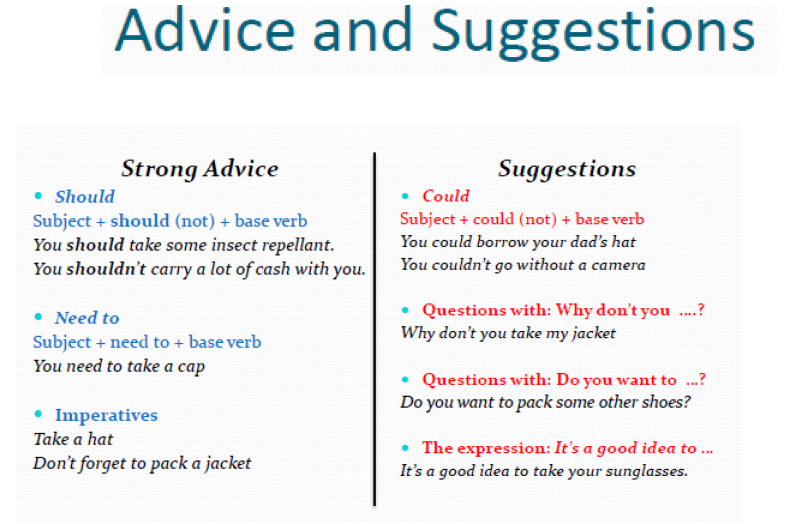 Advice and Suggestions
Strong Advice
• Should
Subject + should (not) + base verb
You should take some insect repellant.
You shouldn't carry a lot of cash with you.
• Need to
Subject + need to + base verb
You need to take a cap
• Imperatives
Take a hat
Don't forget to pack a jacket
Suggestions
• Could
Subject + could (not) + base verb
You could borrow your dad's hat
You couldn't go without a camera
• Questions with: Why don't you ....?
Why don't you take my jacket
• Questions with: Do you want to ...?
Do you want to pack some other shoes?
• The expression: It's a good idea to ...
It's a good idea to take your sunglasses.